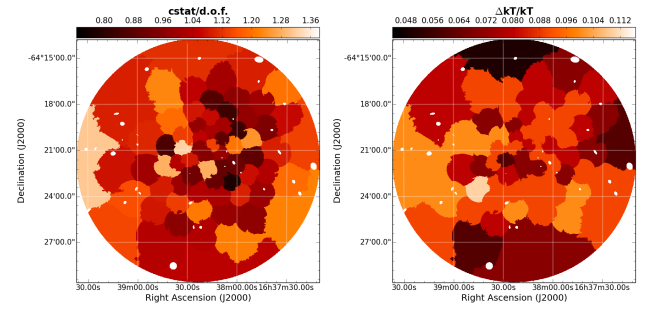 cstat/d.o.f.
0.80 0.88 0.96 1.04 1.12 1.20 1.28 1.36
-64°15'00.0"
18'00.0"
21'00.0"
24'00.0"
27'00.0"
Declination (J2000)
30.00s 39m00.00s 30.00s 38m00.00s 16h37m30.00s
Right Ascension (J2000)
ΔkT/kT
0.048 0.056 0.064 0.072 0.080 0.088 0.096 0.104 0.112
-64°15'00.0"
18'00.0"
21'00.0"
24'00.0"
27'00.0"
Declination (J2000)
30.00s 39m00.00s 30.00s 38m00.00s 16h37m30.00s
Right Ascension (J2000)